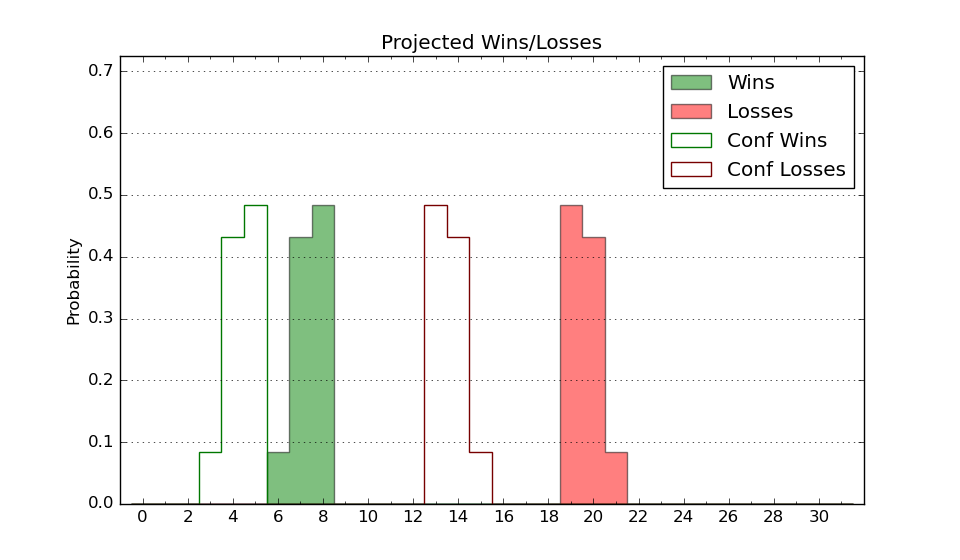 Projected Wins/Losses
Wins
Losses
Conf Wins
Conf Losses
Probability
0.7
0.6
0.5
0.4
0.3
0.2
0.1
0.0
0 2 4 6 8 10 12 14 16 18 20 22 24 26 28 30